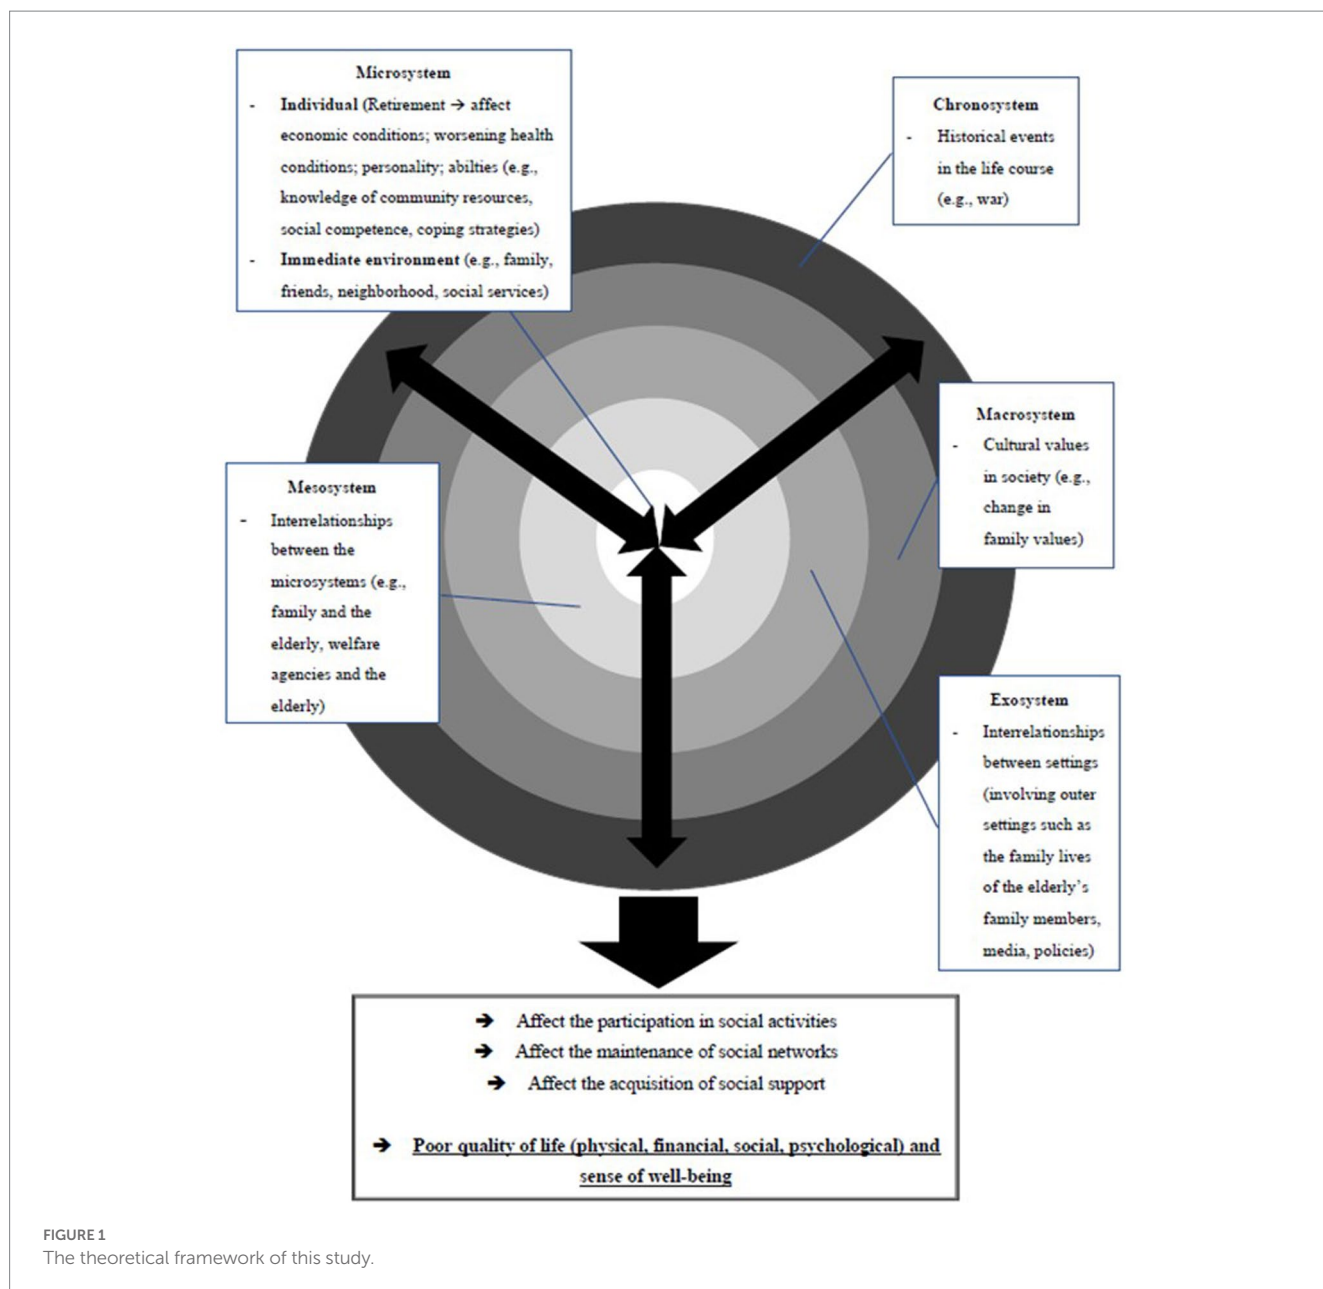 Microsystem
- Individual (Retirement → affect
economic conditions; worsening health
conditions; personality; abilties (e.g.,
knowledge of community resources,
social competence, coping strategies)
- Immediate environment (e.g., family,
friends, neighborhood, social services)
Chronosystem
- Historical events
in the life course
(e.g., war)
Macrosystem
- Cultural values
in society (e.g.,
change in
family values)
Mesosystem
- Interrelationships
between the
microsystems (e.g.,
family and the
elderly, welfare
agencies and the
elderly)
Exosystem
- Interrelationships
between settings
(involving outer
settings such as
the family lives
of the elderly's
family members,
media, policies)
➔ Affect the participation in social activities
➔ Affect the maintenance of social networks
➔ Affect the acquisition of social support
➔ Poor quality of life (physical, financial, social, psychological) and
sense of well-being
FIGURE 1
The theoretical framework of this study.